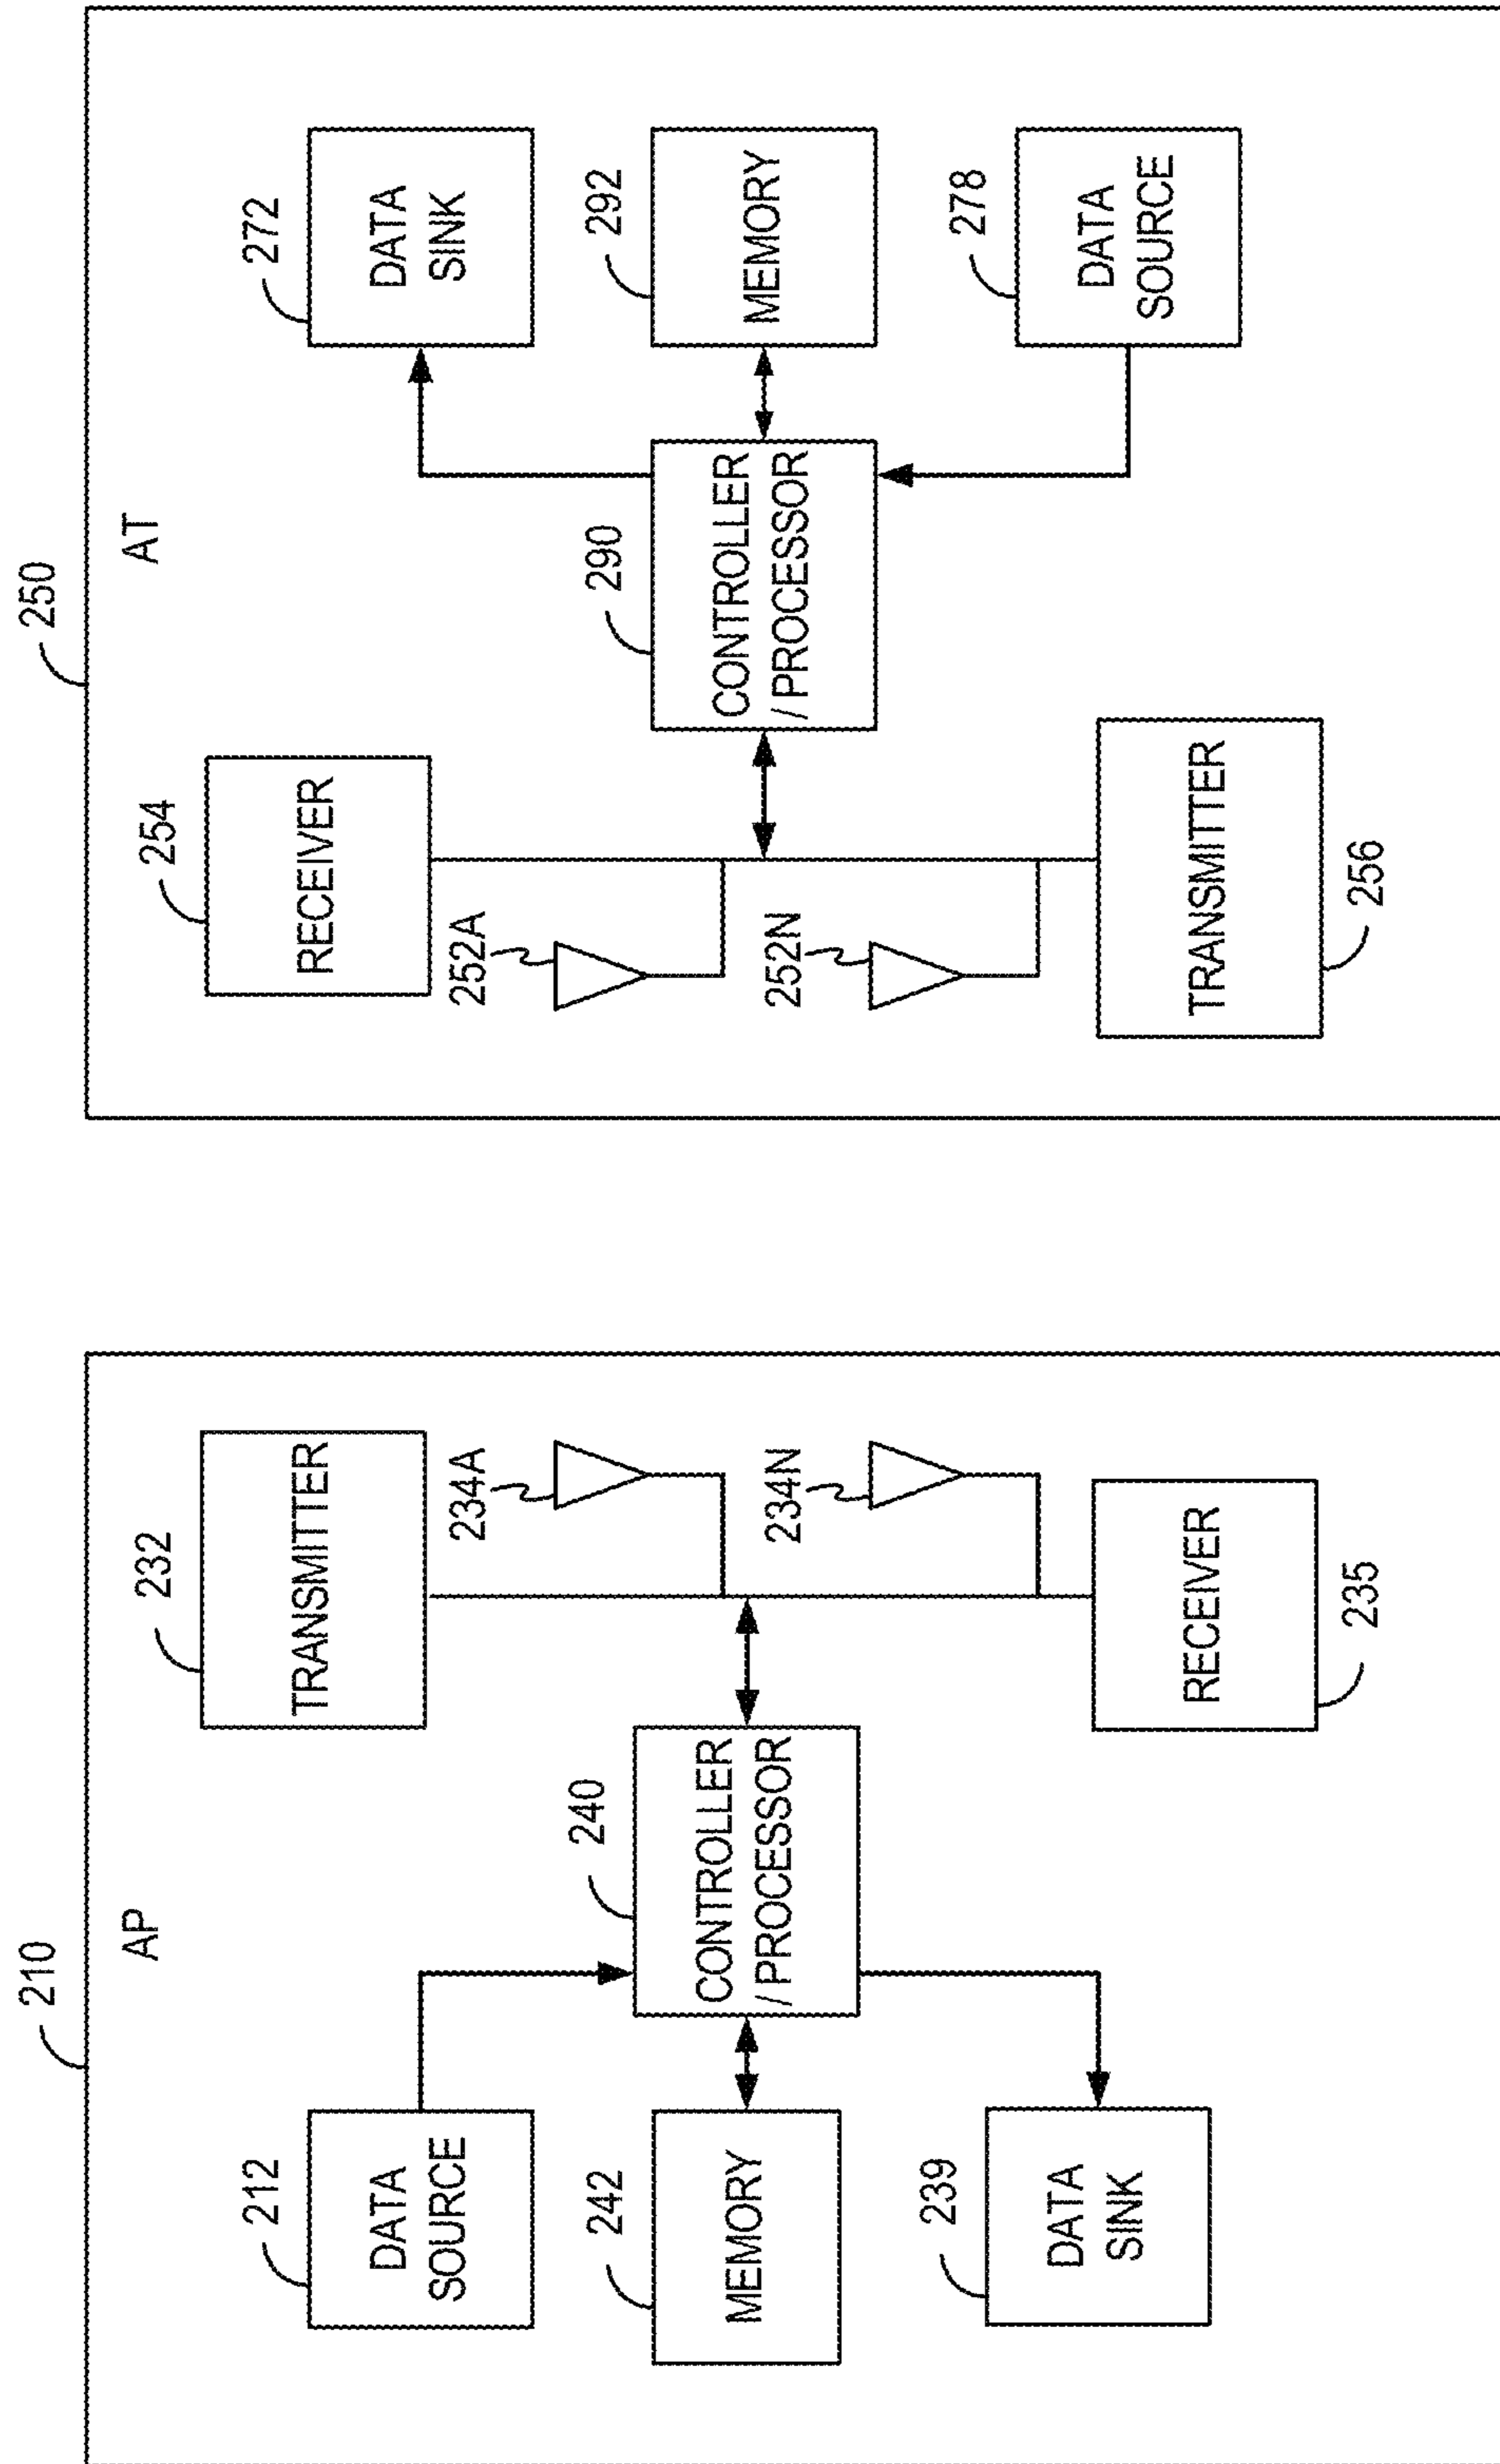 210
AP
212
DATA
SOURCE
242
MEMORY
239
DATA
SINK
240
CONTROLLER
/ PROCESSOR
232
TRANSMITTER
234A
234N
RECEIVER
235
250
AT
254
RECEIVER
252A
252N
TRANSMITTER
256
290
CONTROLLER
/ PROCESSOR
272
DATA
SINK
292
MEMORY
278
DATA
SOURCE